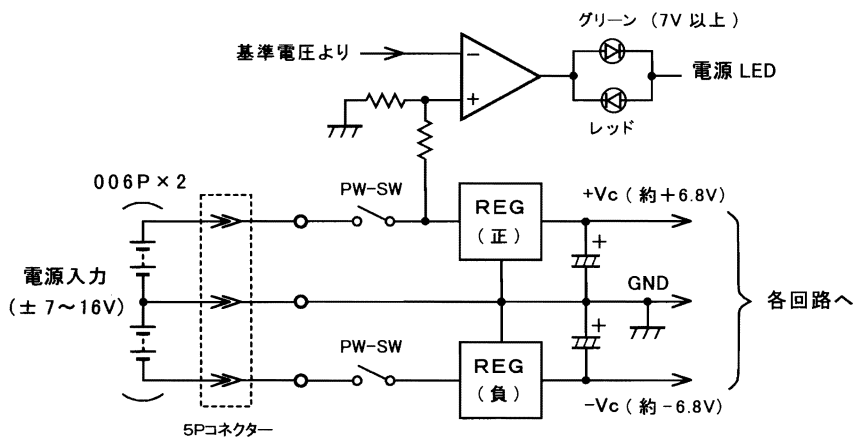 グリーン（7V 以上）
基準電圧より
−
+
電源 LED
レッド
006P × 2
PW-SW
REG
（正）
+Vc（約＋6.8V）
+
電源入力
（± 7〜16V）
GND
各回路へ
+
PW-SW
REG
（負）
−Vc（約−6.8V）
5Pコネクター